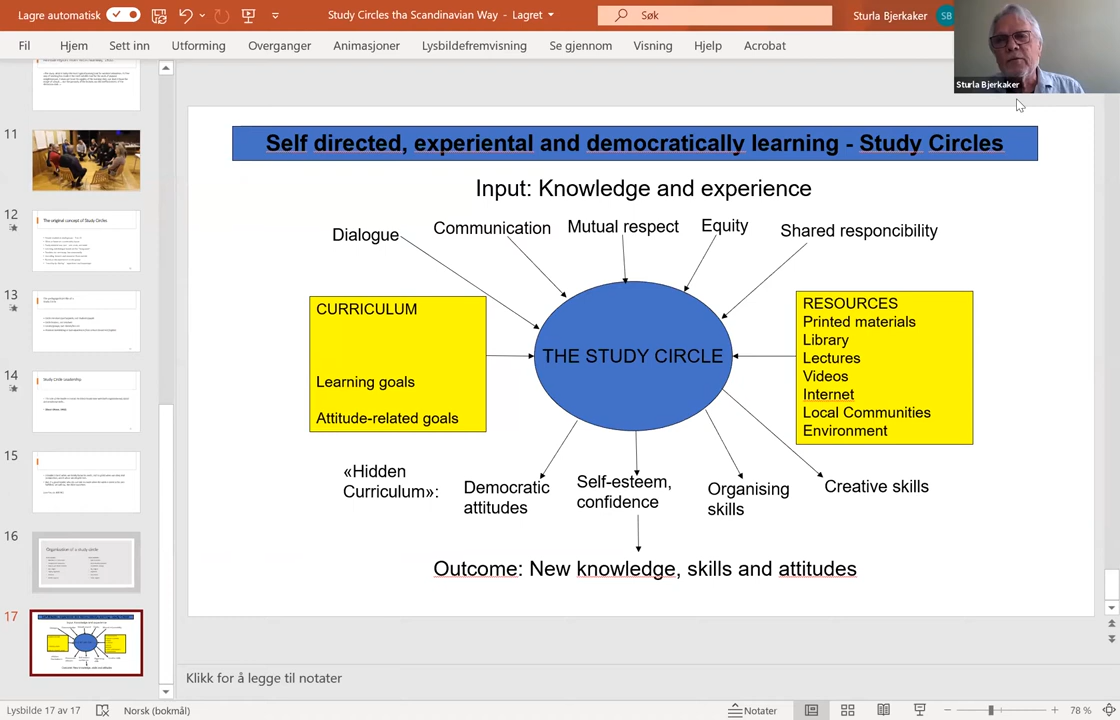 Lagre automatisk
Study Circles tha Scandinavian Way - Lagret
Søk
Sturla Bjerkaker
SB
Fil
Hjem
Sett inn
Utforming
Overganger
Animasjoner
Lysbildefremvisning
Se gjennom
Visning
Hjelp
Acrobat
Sturla Bjerkaker
11
12
The original concept of Study Circles
13
14
Study Circle Leadership
15
16
Organisation of a study circle
17
Self directed, experiental and democratically learning - Study Circles
Input: Knowledge and experience
Dialogue
Communication
Mutual respect
Equity
Shared responcibility
CURRICULUM
Learning goals
Attitude-related goals
THE STUDY CIRCLE
RESOURCES
Printed materials
Library
Lectures
Videos
Internet
Local Communities
Environment
«Hidden
Curriculum»:
Democratic
attitudes
Self-esteem,
confidence
Organising
skills
Creative skills
Outcome: New knowledge, skills and attitudes
Klikk for å legge til notater
Lysbilde 17 av 17
Norsk (bokmål)
Notater
78 %